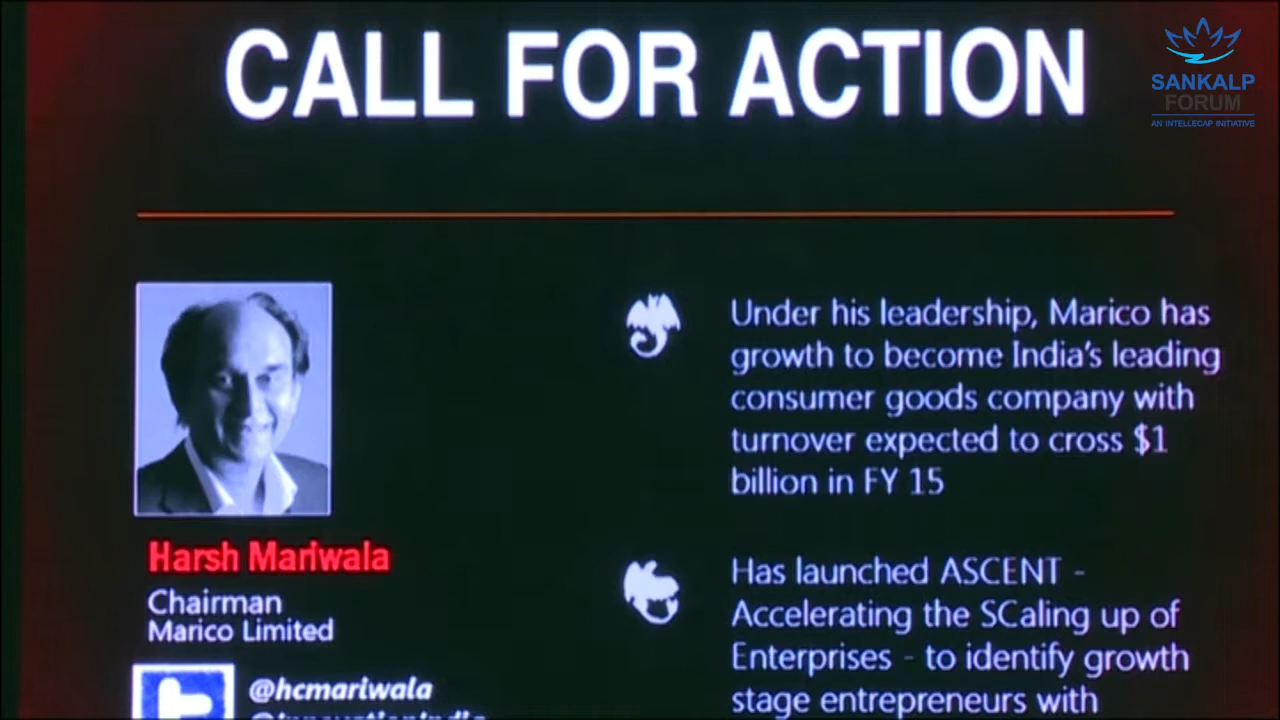 CALL FOR ACTION
SANKALP
FORUM
AN INTELLECAP INITIATIVE
Harsh Mariwala
Chairman
Marico Limited
@hcmariwala
Under his leadership, Marico has
growth to become India's leading
consumer goods company with
turnover expected to cross $1
billion in FY 15
Has launched ASCENT -
Accelerating the SCaling up of
Enterprises - to identify growth
stage entrepreneurs with